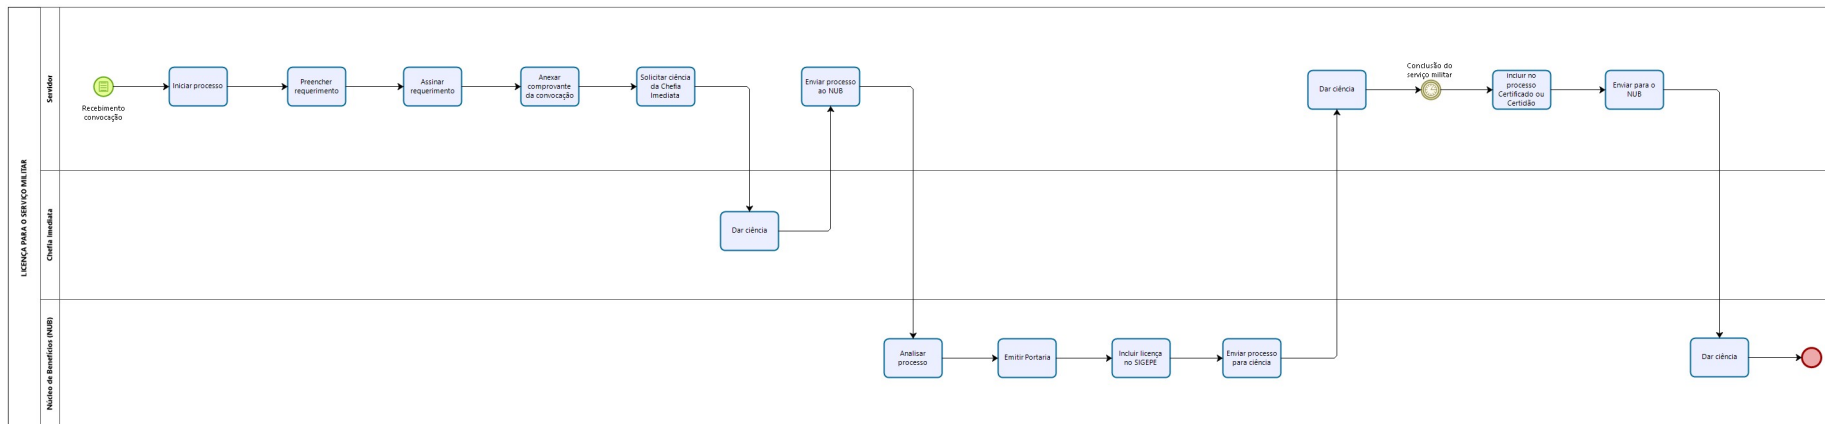 LICENÇA PARA O SERVIÇO MILITAR
Servidor
Recebimento
convocação
Iniciar processo
Preencher
requerimento
Assinar
requerimento
Anexar
comprovante
da convocação
Solicitar ciência
da Chefia
Imediata
Enviar processo
ao NUB
Dar ciência
Conclusão do
serviço militar
Incluir no
processo
Certificado ou
Certidão
Enviar para o
NUB
Chefia Imediata
Dar ciência
Núcleo de Benefícios (NUB)
Analisar
processo
Emitir Portaria
Incluir licença
no SIGEPE
Enviar processo
para ciência
Dar ciência